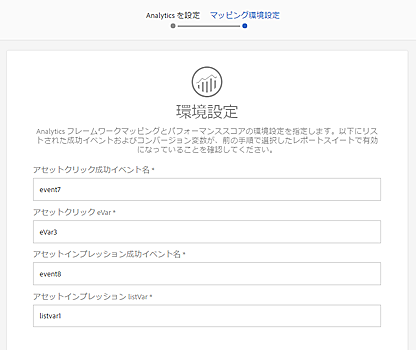 Analytics を設定 マッピング環境設定
環境設定
Analytics フレームワークマッピングとパフォーマンススコアの環境設定を指定します。以下にリス
トされた成功イベントおよびコンバージョン変数が、前の手順で選択したレポートスイートで有効
になっていることを確認してください。
アセットクリック成功イベント名 *
event7
アセットクリック eVar *
eVar3
アセットインプレッション成功イベント名 *
event8
アセットインプレッション listVar *
listvar1